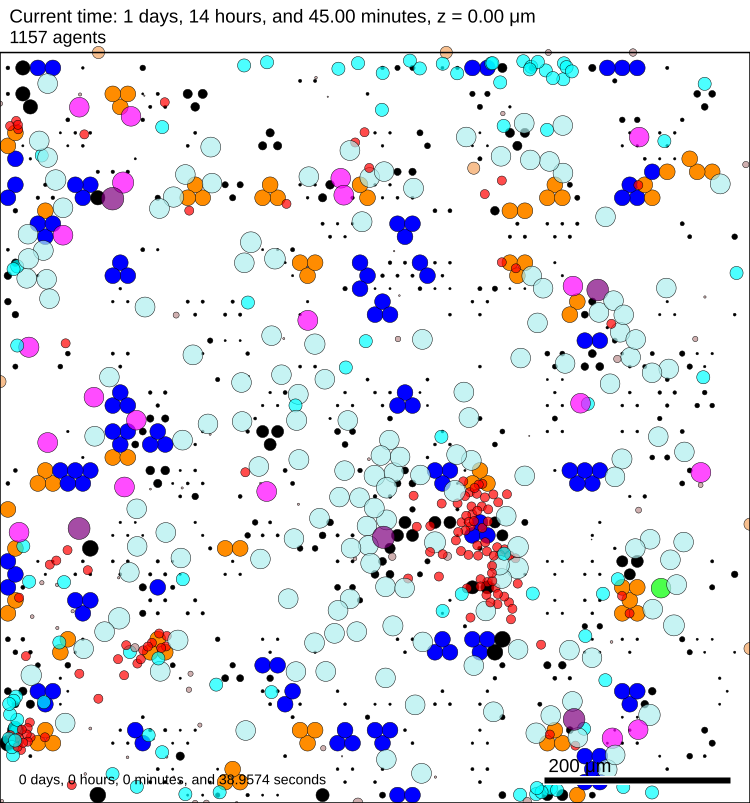 Current time: 1 days, 14 hours, and 45.00 minutes, z = 0.00 μm
1157 agents
200 μm
0 days, 0 hours, 0 minutes, and 38.9574 seconds